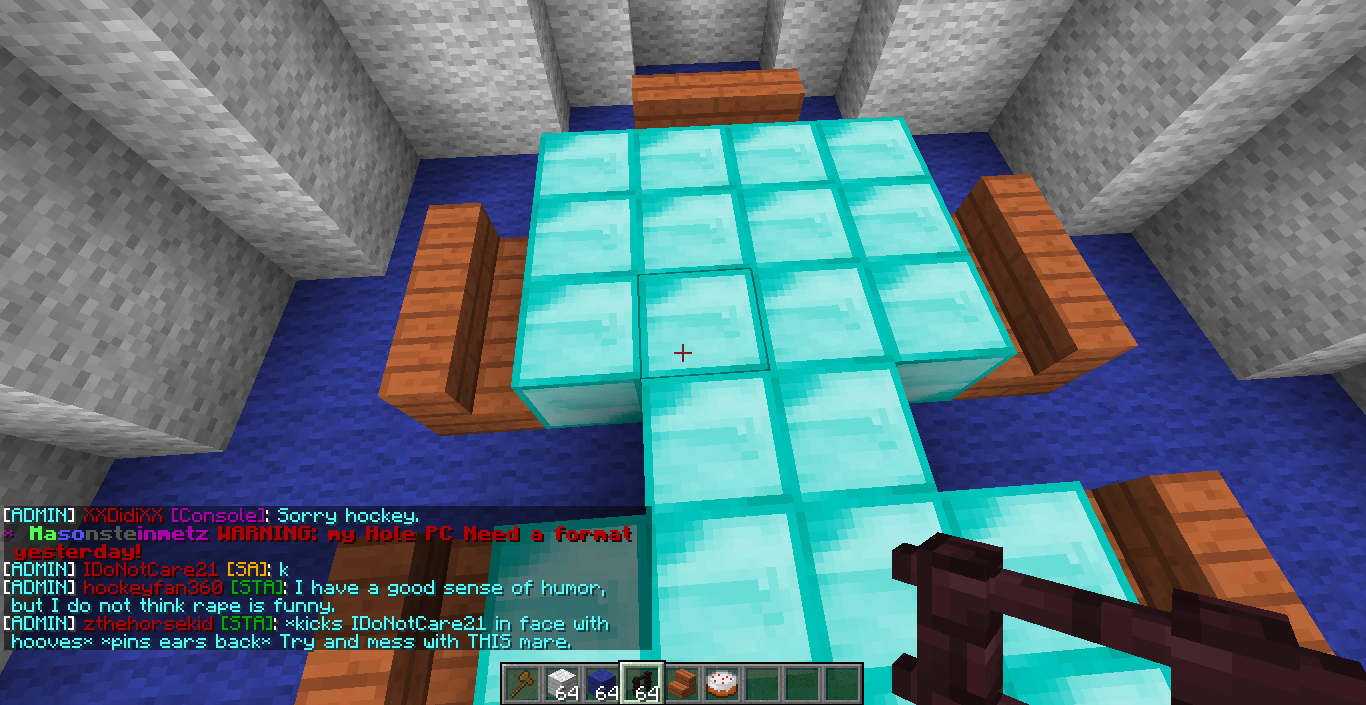 [ADMIN] XXDidiXX [Console]: Sorry hockey.
* Masonsteinmetz WARNING: my Hole PC Need a format
yesterday!
[ADMIN] IDoNotCare21 [SA]: k
[ADMIN] hockeyfan360 [STA]: I have a good sense of humor,
but I do not think rape is funny.
[ADMIN] zthehorsekid [STA]: *kicks IDoNotCare21 in face with
hooves* *pins ears back* Try and mess with THIS mare.
64 64 64